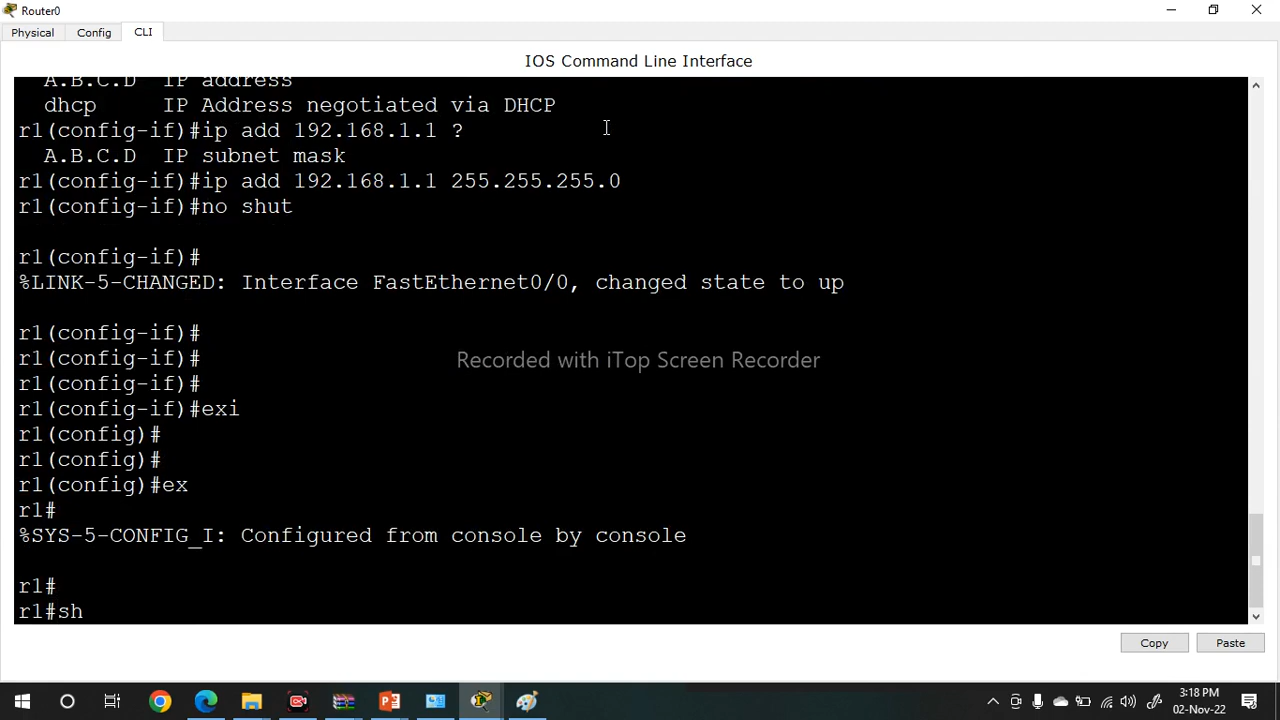 Router0
Physical
Config
CLI
IOS Command Line Interface
A.B.C.D  IP address
dhcp     IP Address negotiated via DHCP
r1(config-if)#ip add 192.168.1.1 ?
A.B.C.D  IP subnet mask
r1(config-if)#ip add 192.168.1.1 255.255.255.0
r1(config-if)#no shut
r1(config-if)#
%LINK-5-CHANGED: Interface FastEthernet0/0, changed state to up
r1(config-if)#
r1(config-if)#
Recorded with iTop Screen Recorder
r1(config-if)#
r1(config-if)#exi
r1(config)#
r1(config)#
r1(config)#ex
r1#
%SYS-5-CONFIG_I: Configured from console by console
r1#
r1#sh
Copy
Paste
3:18 PM
02-Nov-22